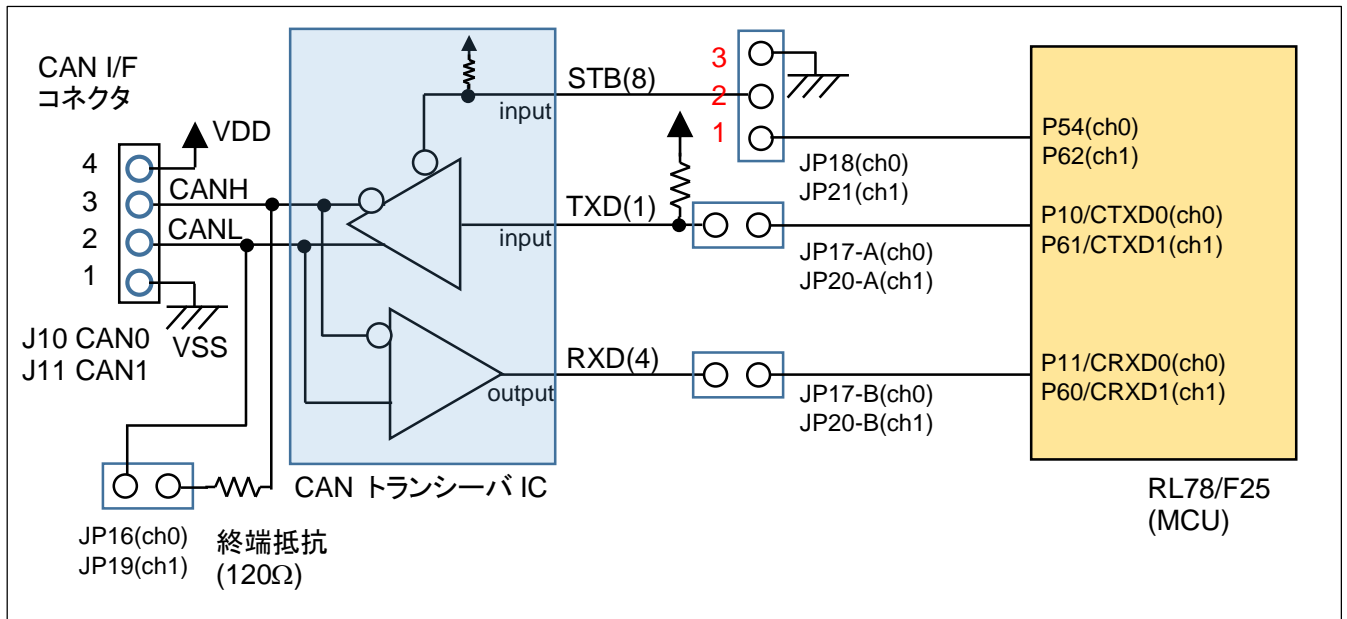 CAN I/F
コネクタ
4
3
2
1
VDD
CANH
CANL
VSS
J10 CAN0
J11 CAN1
STB(8)
input
TXD(1)
input
RXD(4)
output
CAN トランシーバ IC
JP16(ch0)
JP19(ch1)
終端抵抗
(120Ω)
3
2
1
JP18(ch0)
JP21(ch1)
JP17-A(ch0)
JP20-A(ch1)
JP17-B(ch0)
JP20-B(ch1)
P54(ch0)
P62(ch1)
P10/CTXD0(ch0)
P61/CTXD1(ch1)
P11/CRXD0(ch0)
P60/CRXD1(ch1)
RL78/F25
(MCU)